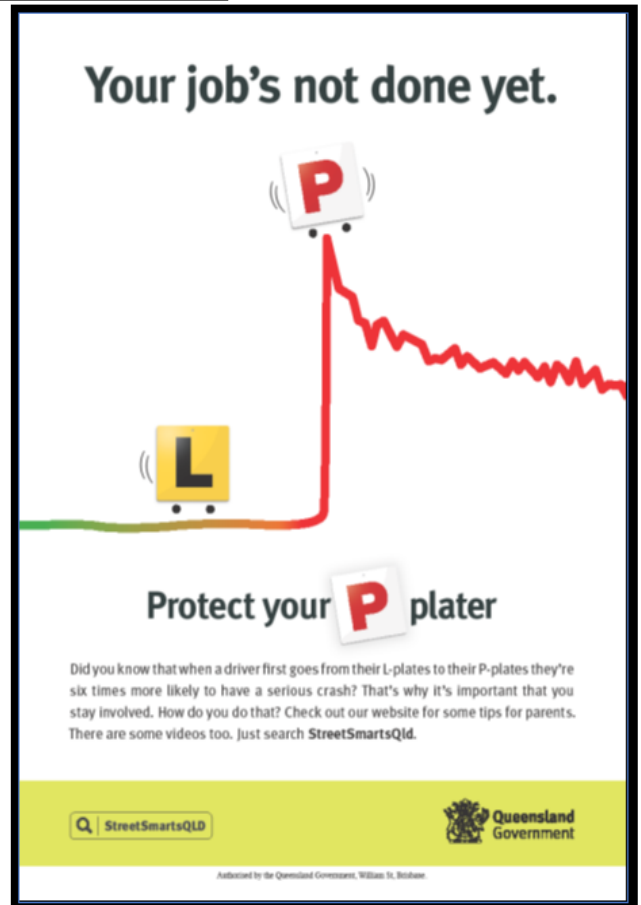 Your job's not done yet.
P
L
Protect your P plater
Did you know that when a driver first goes from their L-plates to their P-plates they're
six times more likely to have a serious crash? That's why it's important that you
stay involved. How do you do that? Check out our website for some tips for parents.
There are some videos too. Just search StreetSmartsQld.
StreetSmartsQLD
Queensland
Government
Authorised by the Queensland Government, William St, Brisbane.